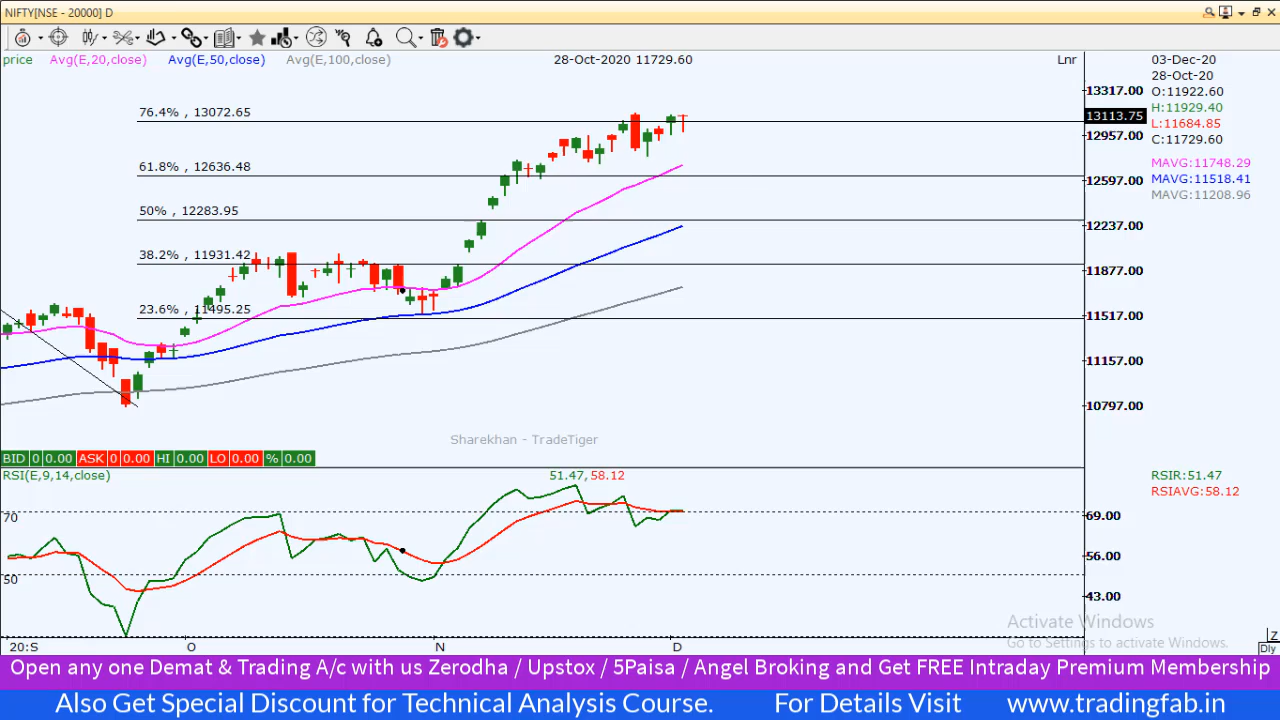 NIFTY[NSE - 20000] D
price Avg(E,20,close) Avg(E,50,close) Avg(E,100,close) 28-Oct-2020 11729.60 Lnr
03-Dec-20
28-Oct-20
O:11922.60
H:11929.40
L:11684.85
C:11729.60
MAVG:11748.29
MAVG:11518.41
MAVG:11208.96
13317.00
13113.75
12957.00
12597.00
12237.00
11877.00
11517.00
11157.00
10797.00
76.4% , 13072.65
61.8% , 12636.48
50% , 12283.95
38.2% , 11931.42
23.6% , 11495.25
Sharekhan - TradeTiger
BID 0 0.00 ASK 0 0.00 HI 0.00 LO 0.00 % 0.00
RSI(E,9,14,close) 51.47, 58.12
RSIR:51.47
RSIAVG:58.12
70
50
69.00
56.00
43.00
Activate Windows
Go to Settings to activate Windows.
20:S O N D
Z
Dly
Open any one Demat & Trading A/c with us Zerodha / Upstox / 5Paisa / Angel Broking and Get FREE Intraday Premium Membership
Also Get Special Discount for Technical Analysis Course. For Details Visit www.tradingfab.in